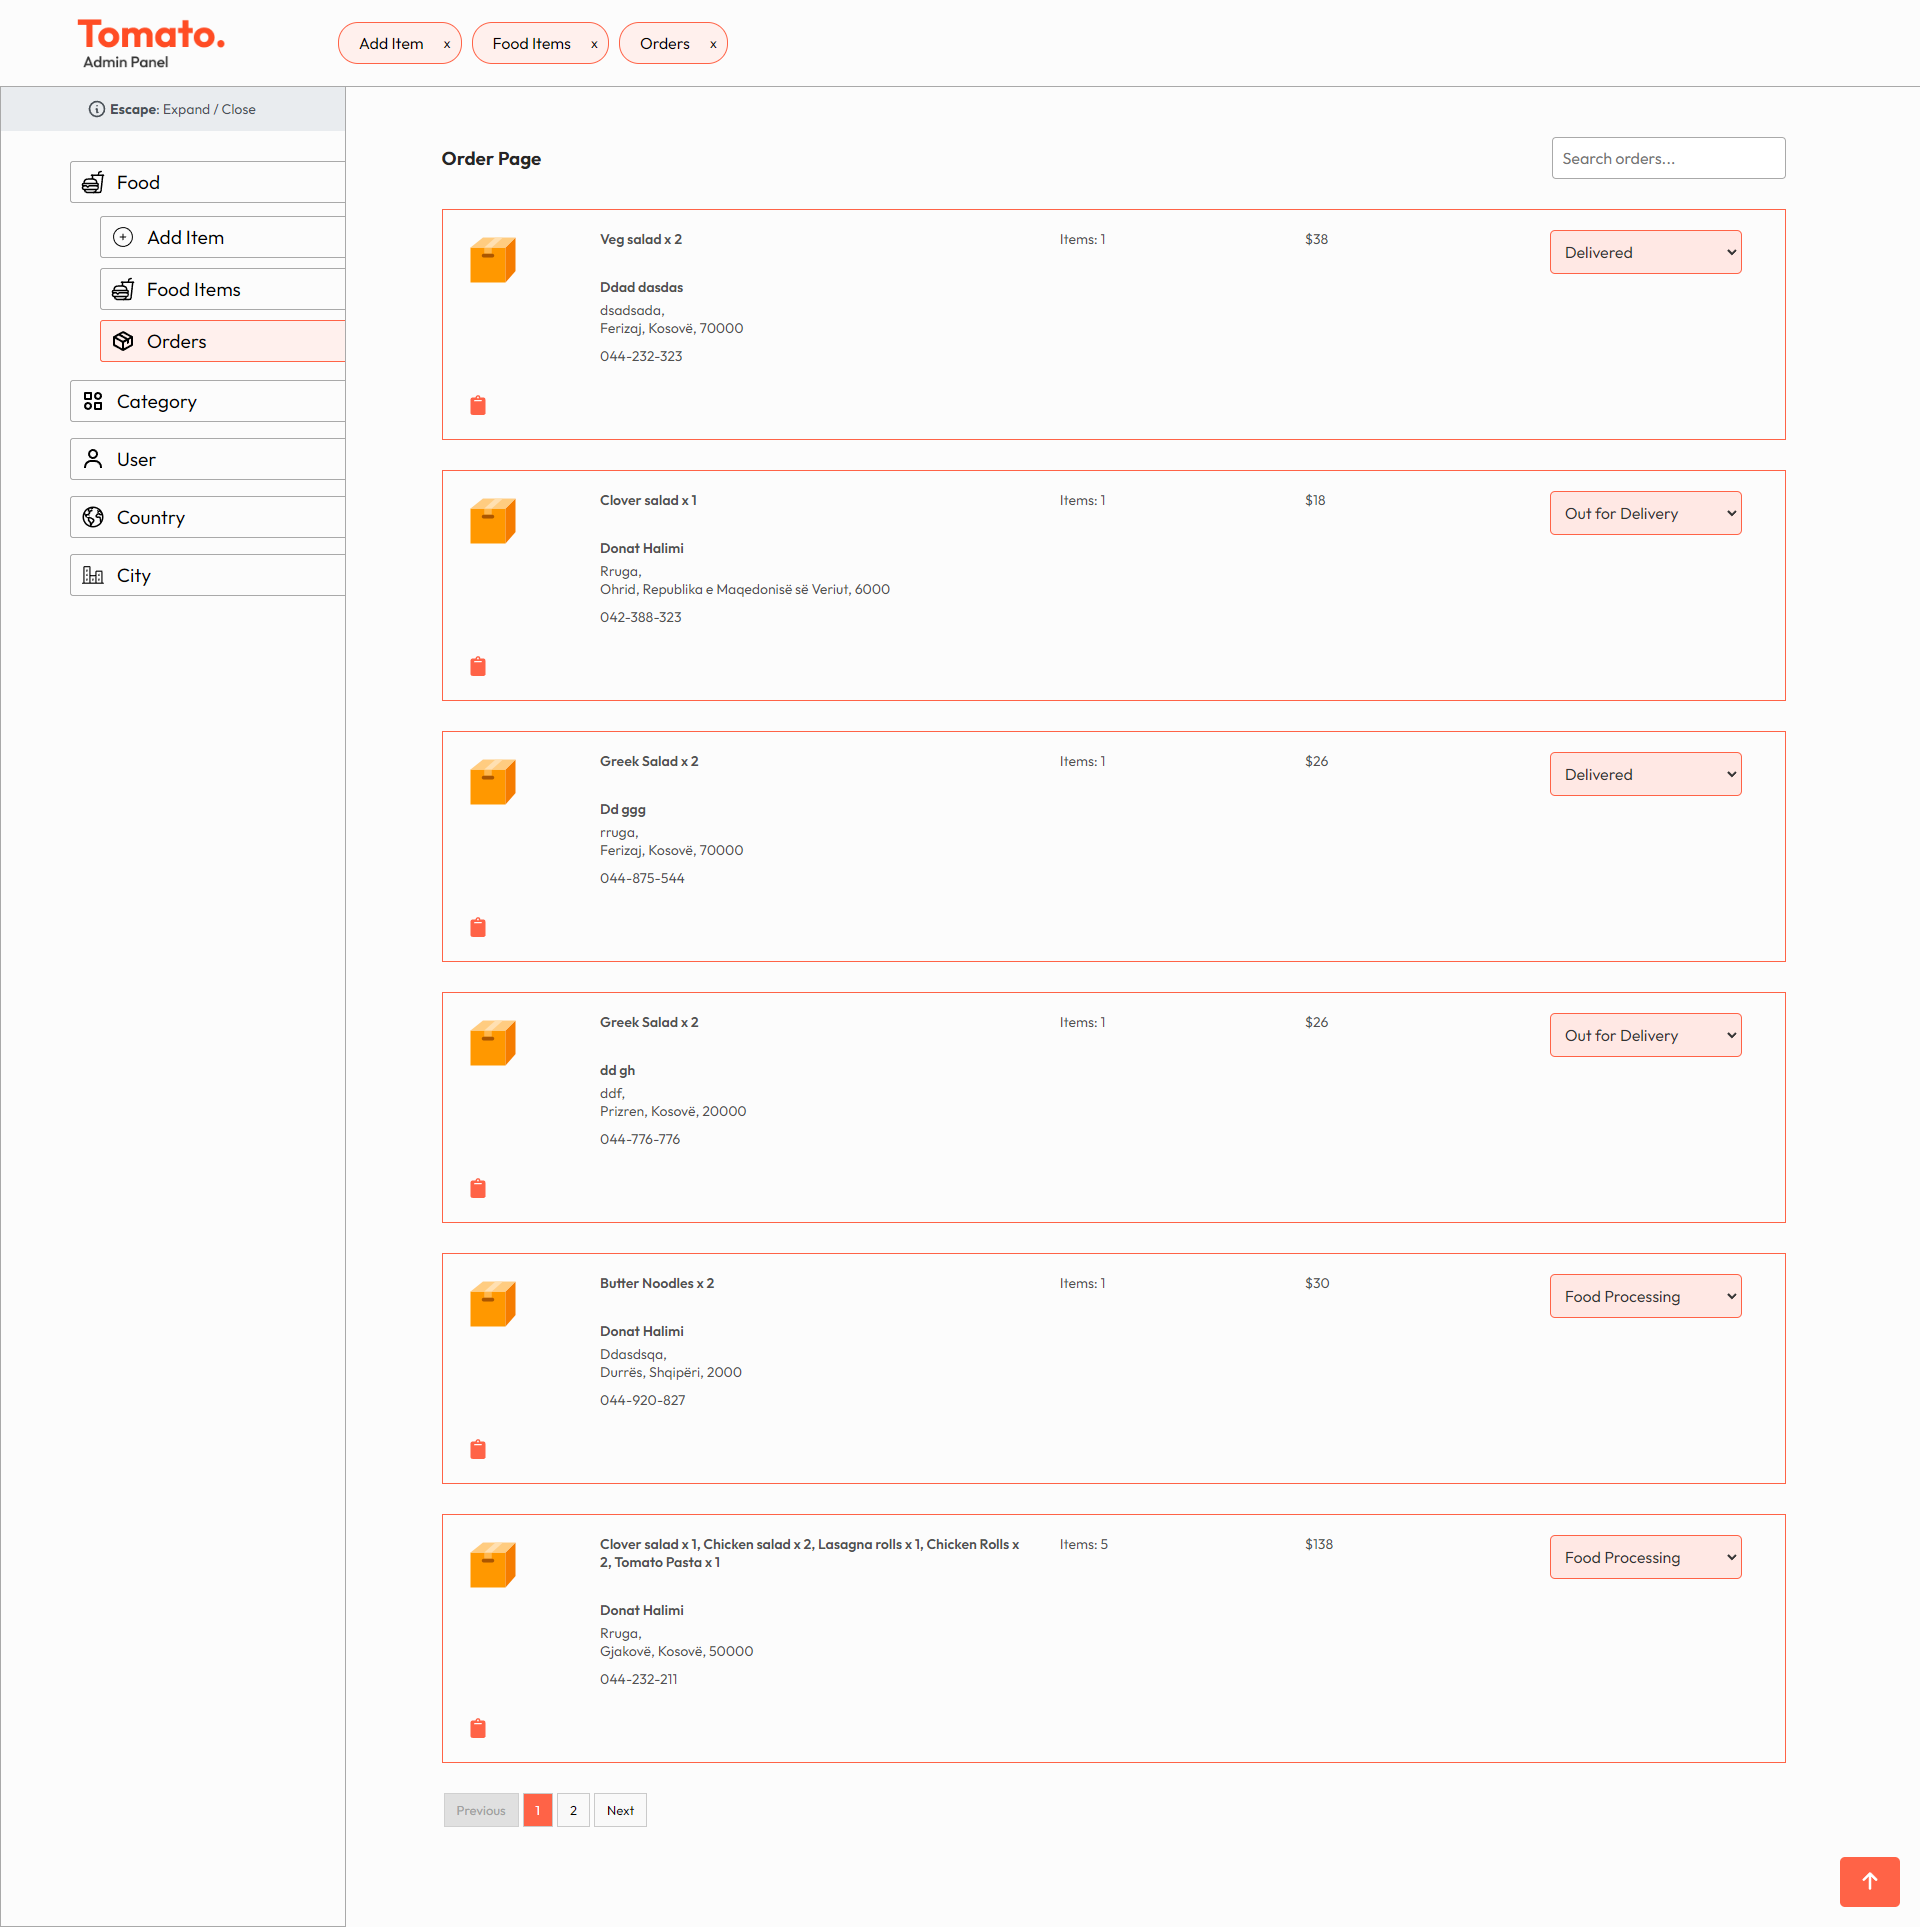 Tomato.
Admin Panel
Add Item x
Food Items x
Orders x
Escape: Expand / Close
Food
Add Item
Food Items
Orders
Category
User
Country
City
Order Page
Search orders...
Veg salad x 2
Items: 1
$38
Delivered
Ddad dasdas
dsadsada,
Ferizaj, Kosovë, 70000
044-232-323
Clover salad x 1
Items: 1
$18
Out for Delivery
Donat Halimi
Rruga,
Ohrid, Republika e Maqedonisë së Veriut, 6000
042-388-323
Greek Salad x 2
Items: 1
$26
Delivered
Dd ggg
rruga,
Ferizaj, Kosovë, 70000
044-875-544
Greek Salad x 2
Items: 1
$26
Out for Delivery
dd gh
ddf,
Prizren, Kosovë, 20000
044-776-776
Butter Noodles x 2
Items: 1
$30
Food Processing
Donat Halimi
Ddasdsqa,
Durrës, Shqipëri, 2000
044-920-827
Clover salad x 1, Chicken salad x 2, Lasagna rolls x 1, Chicken Rolls x
2, Tomato Pasta x 1
Items: 5
$138
Food Processing
Donat Halimi
Rruga,
Gjakovë, Kosovë, 50000
044-232-211
Previous 1 2 Next